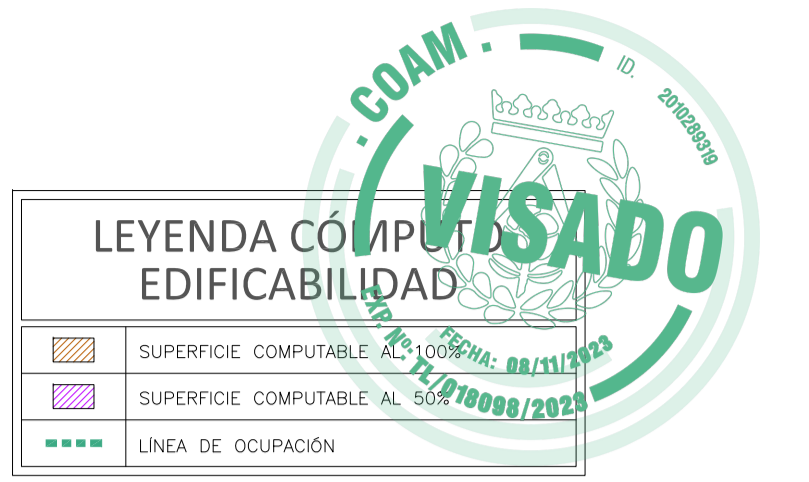 . COAM .
ID.
2010289319
VISADO
LEYENDA CÓMPUTO
EDIFICABILIDAD
FECHA: 08/11/2023
EXP. Nº: TL/018098/2023
SUPERFICIE COMPUTABLE AL 100%
SUPERFICIE COMPUTABLE AL 50%
LÍNEA DE OCUPACIÓN